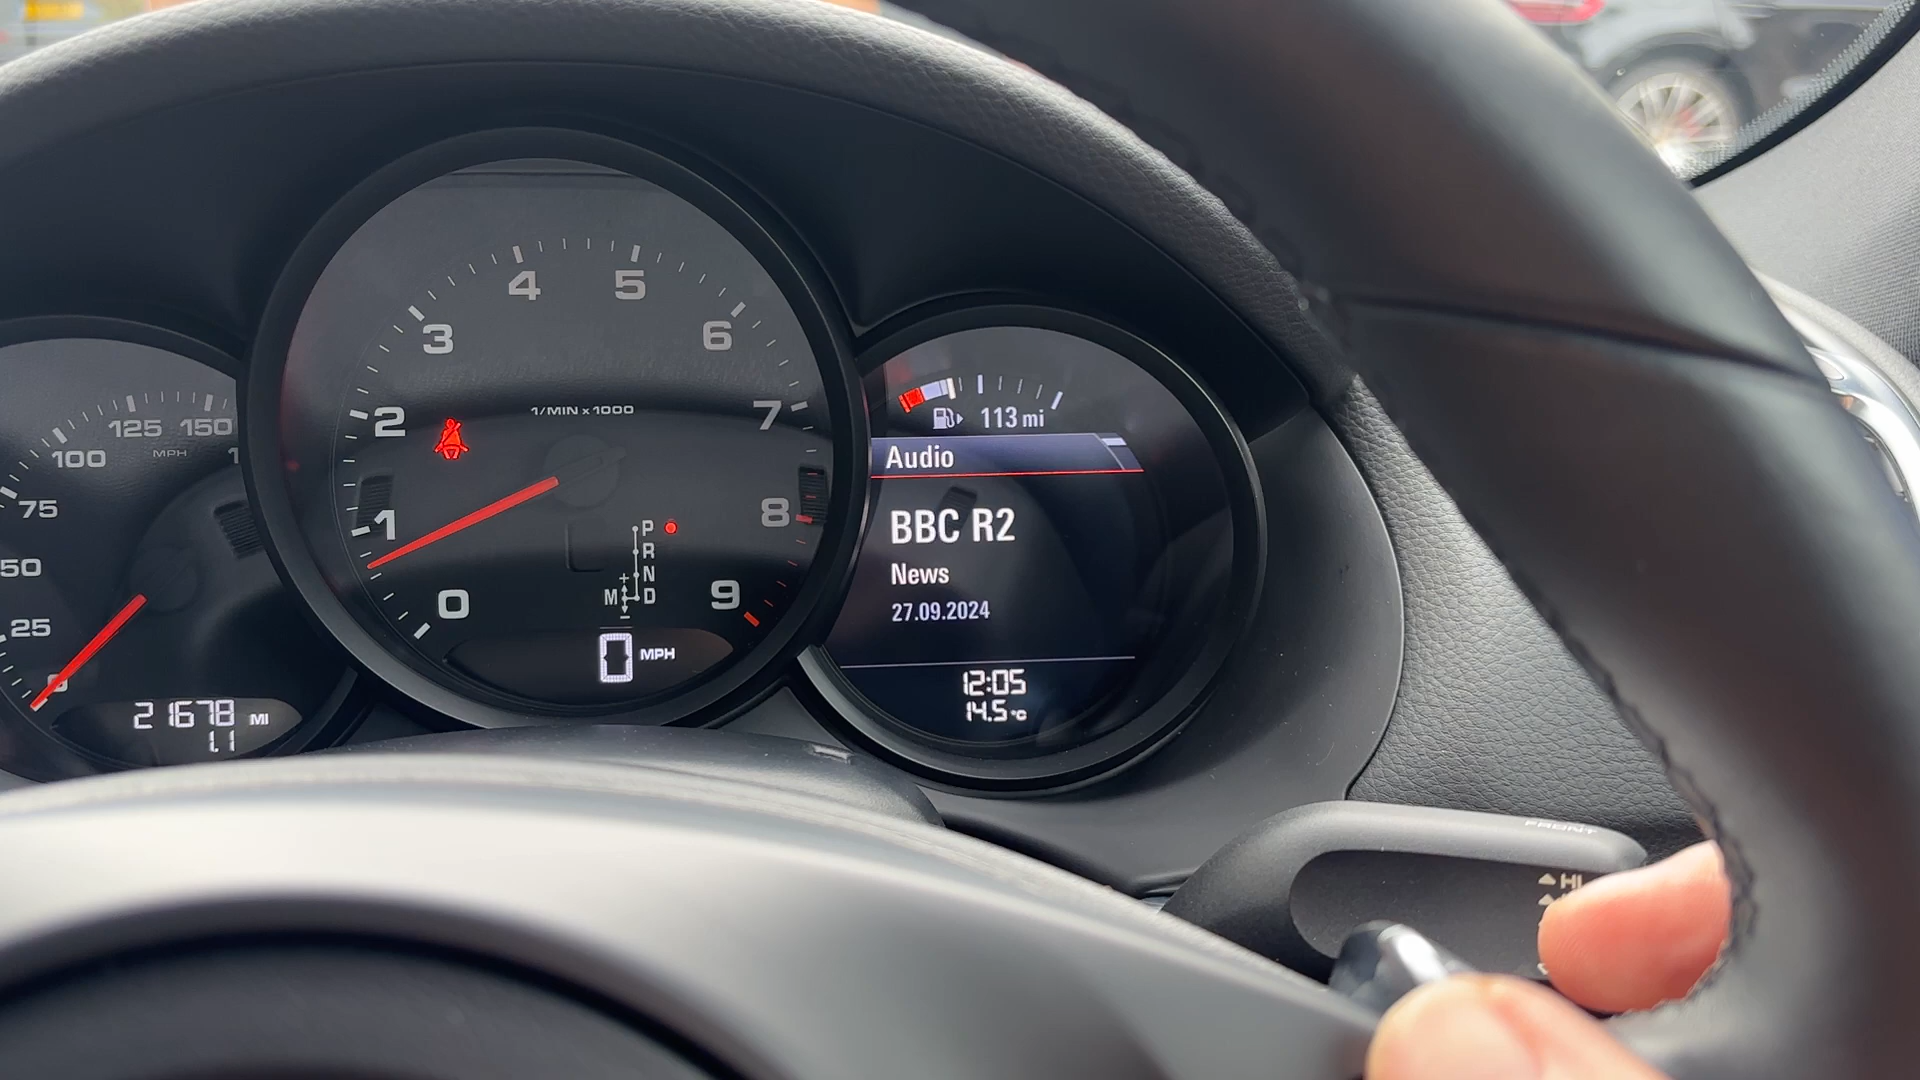 100
125
150
MPH
75
50
25
0
21678 MI
1.1
0
1
2
3
4
5
6
7
8
9
1/MIN x 1000
P
R
N
M D
+
−
0 MPH
113 mi
Audio
BBC R2
News
27.09.2024
12:05
14.5 °C
FRONT
HI